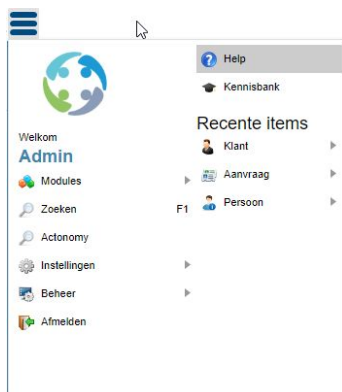 Welkom
Admin
Modules
Zoeken F1
Actonomy
Instellingen
Beheer
Afmelden
Help
Kennisbank
Recente items
Klant
Aanvraag
Persoon